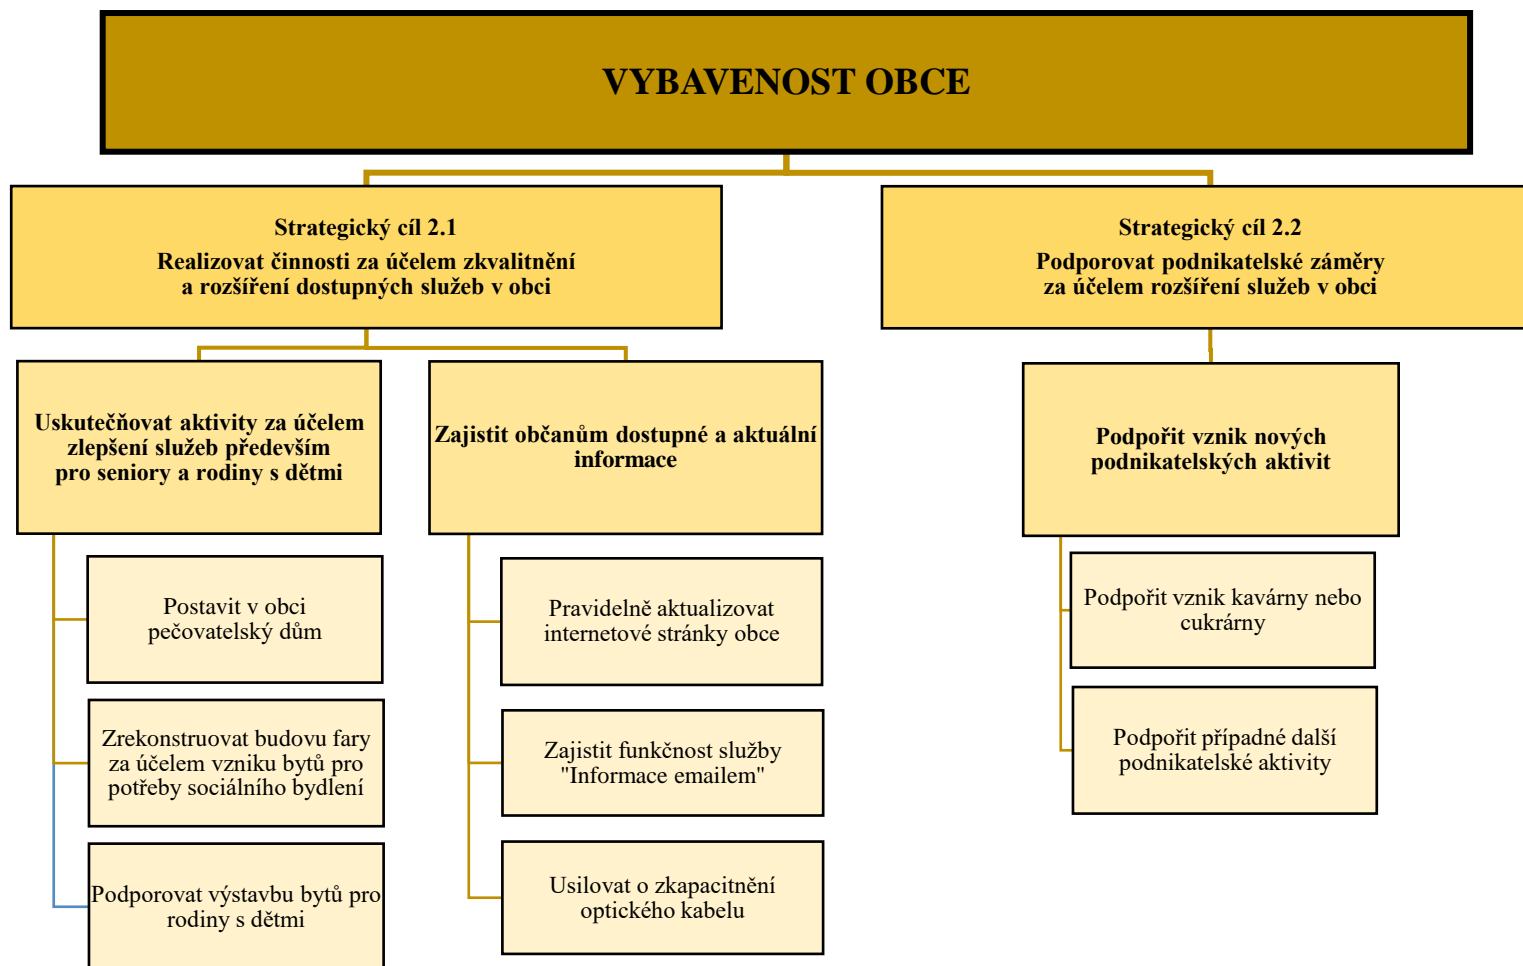 VYBAVENOST OBCE
Strategický cíl 2.1
Realizovat činnosti za účelem zkvalitnění
a rozšíření dostupných služeb v obci
Strategický cíl 2.2
Podporovat podnikatelské záměry
za účelem rozšíření služeb v obci
Uskutečňovat aktivity za účelem
zlepšení služeb především
pro seniory a rodiny s dětmi
Zajistit občanům dostupné a aktuální
informace
Podpořit vznik nových
podnikatelských aktivit
Postavit v obci
pečovatelský dům
Zrekonstruovat budovu fary
za účelem vzniku bytů pro
potřeby sociálního bydlení
Podporovat výstavbu bytů pro
rodiny s dětmi
Pravidelně aktualizovat
internetové stránky obce
Zajistit funkčnost služby
"Informace emailem"
Usilovat o zkapacitnění
optického kabelu
Podpořit vznik kavárny nebo
cukrárny
Podpořit případné další
podnikatelské aktivity